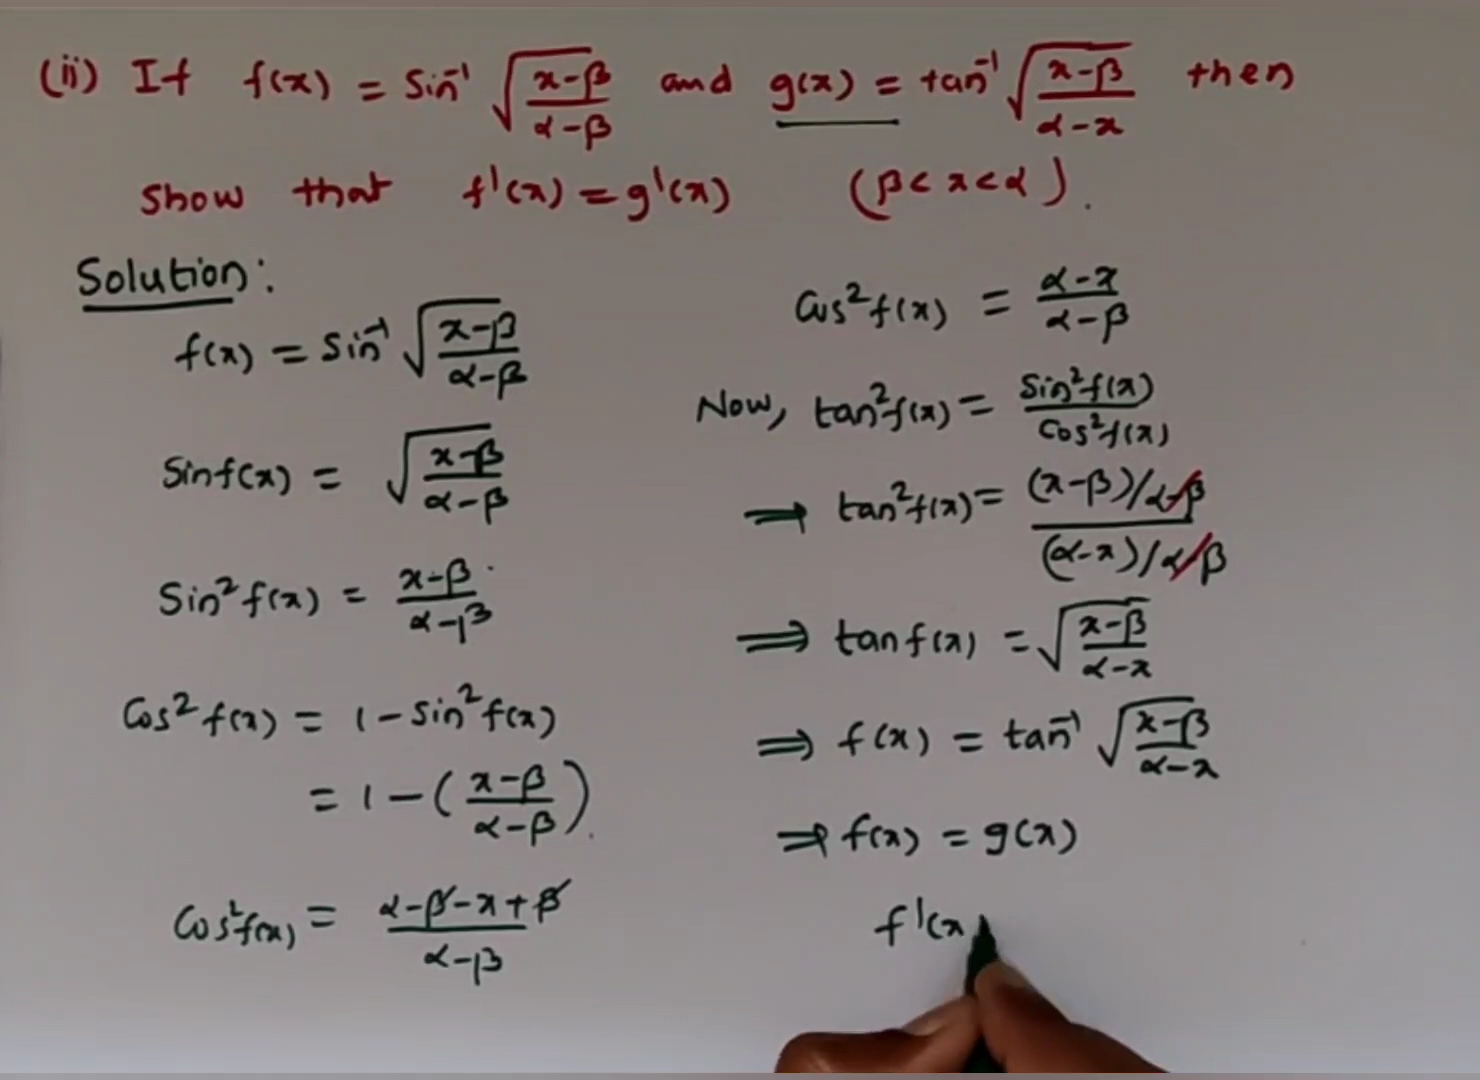 (ii) If f(x) = Sin⁻¹ √((x-β)/(α-β)) and g(x) = tan⁻¹ √((x-β)/(α-x)) then
show that f'(x) = g'(x) (β < x < α).
Solution:
f(x) = Sin⁻¹ √((x-β)/(α-β))
Sinf(x) = √((x-β)/(α-β))
Sin² f(x) = (x-β)/(α-β)
Cos² f(x) = 1 - Sin² f(x)
= 1 - ((x-β)/(α-β)).
Cos² f(x) = (α-β-x+β)/(α-β)
Cos² f(x) = (α-x)/(α-β)
Now, tan² f(x) = Sin² f(x)/Cos² f(x)
⇒ tan² f(x) = ((x-β)/α-β)/((α-x)/α-β)
⇒ tan f(x) = √((x-β)/(α-x))
⇒ f(x) = tan⁻¹ √((x-β)/(α-x))
⇒ f(x) = g(x)
f'(x